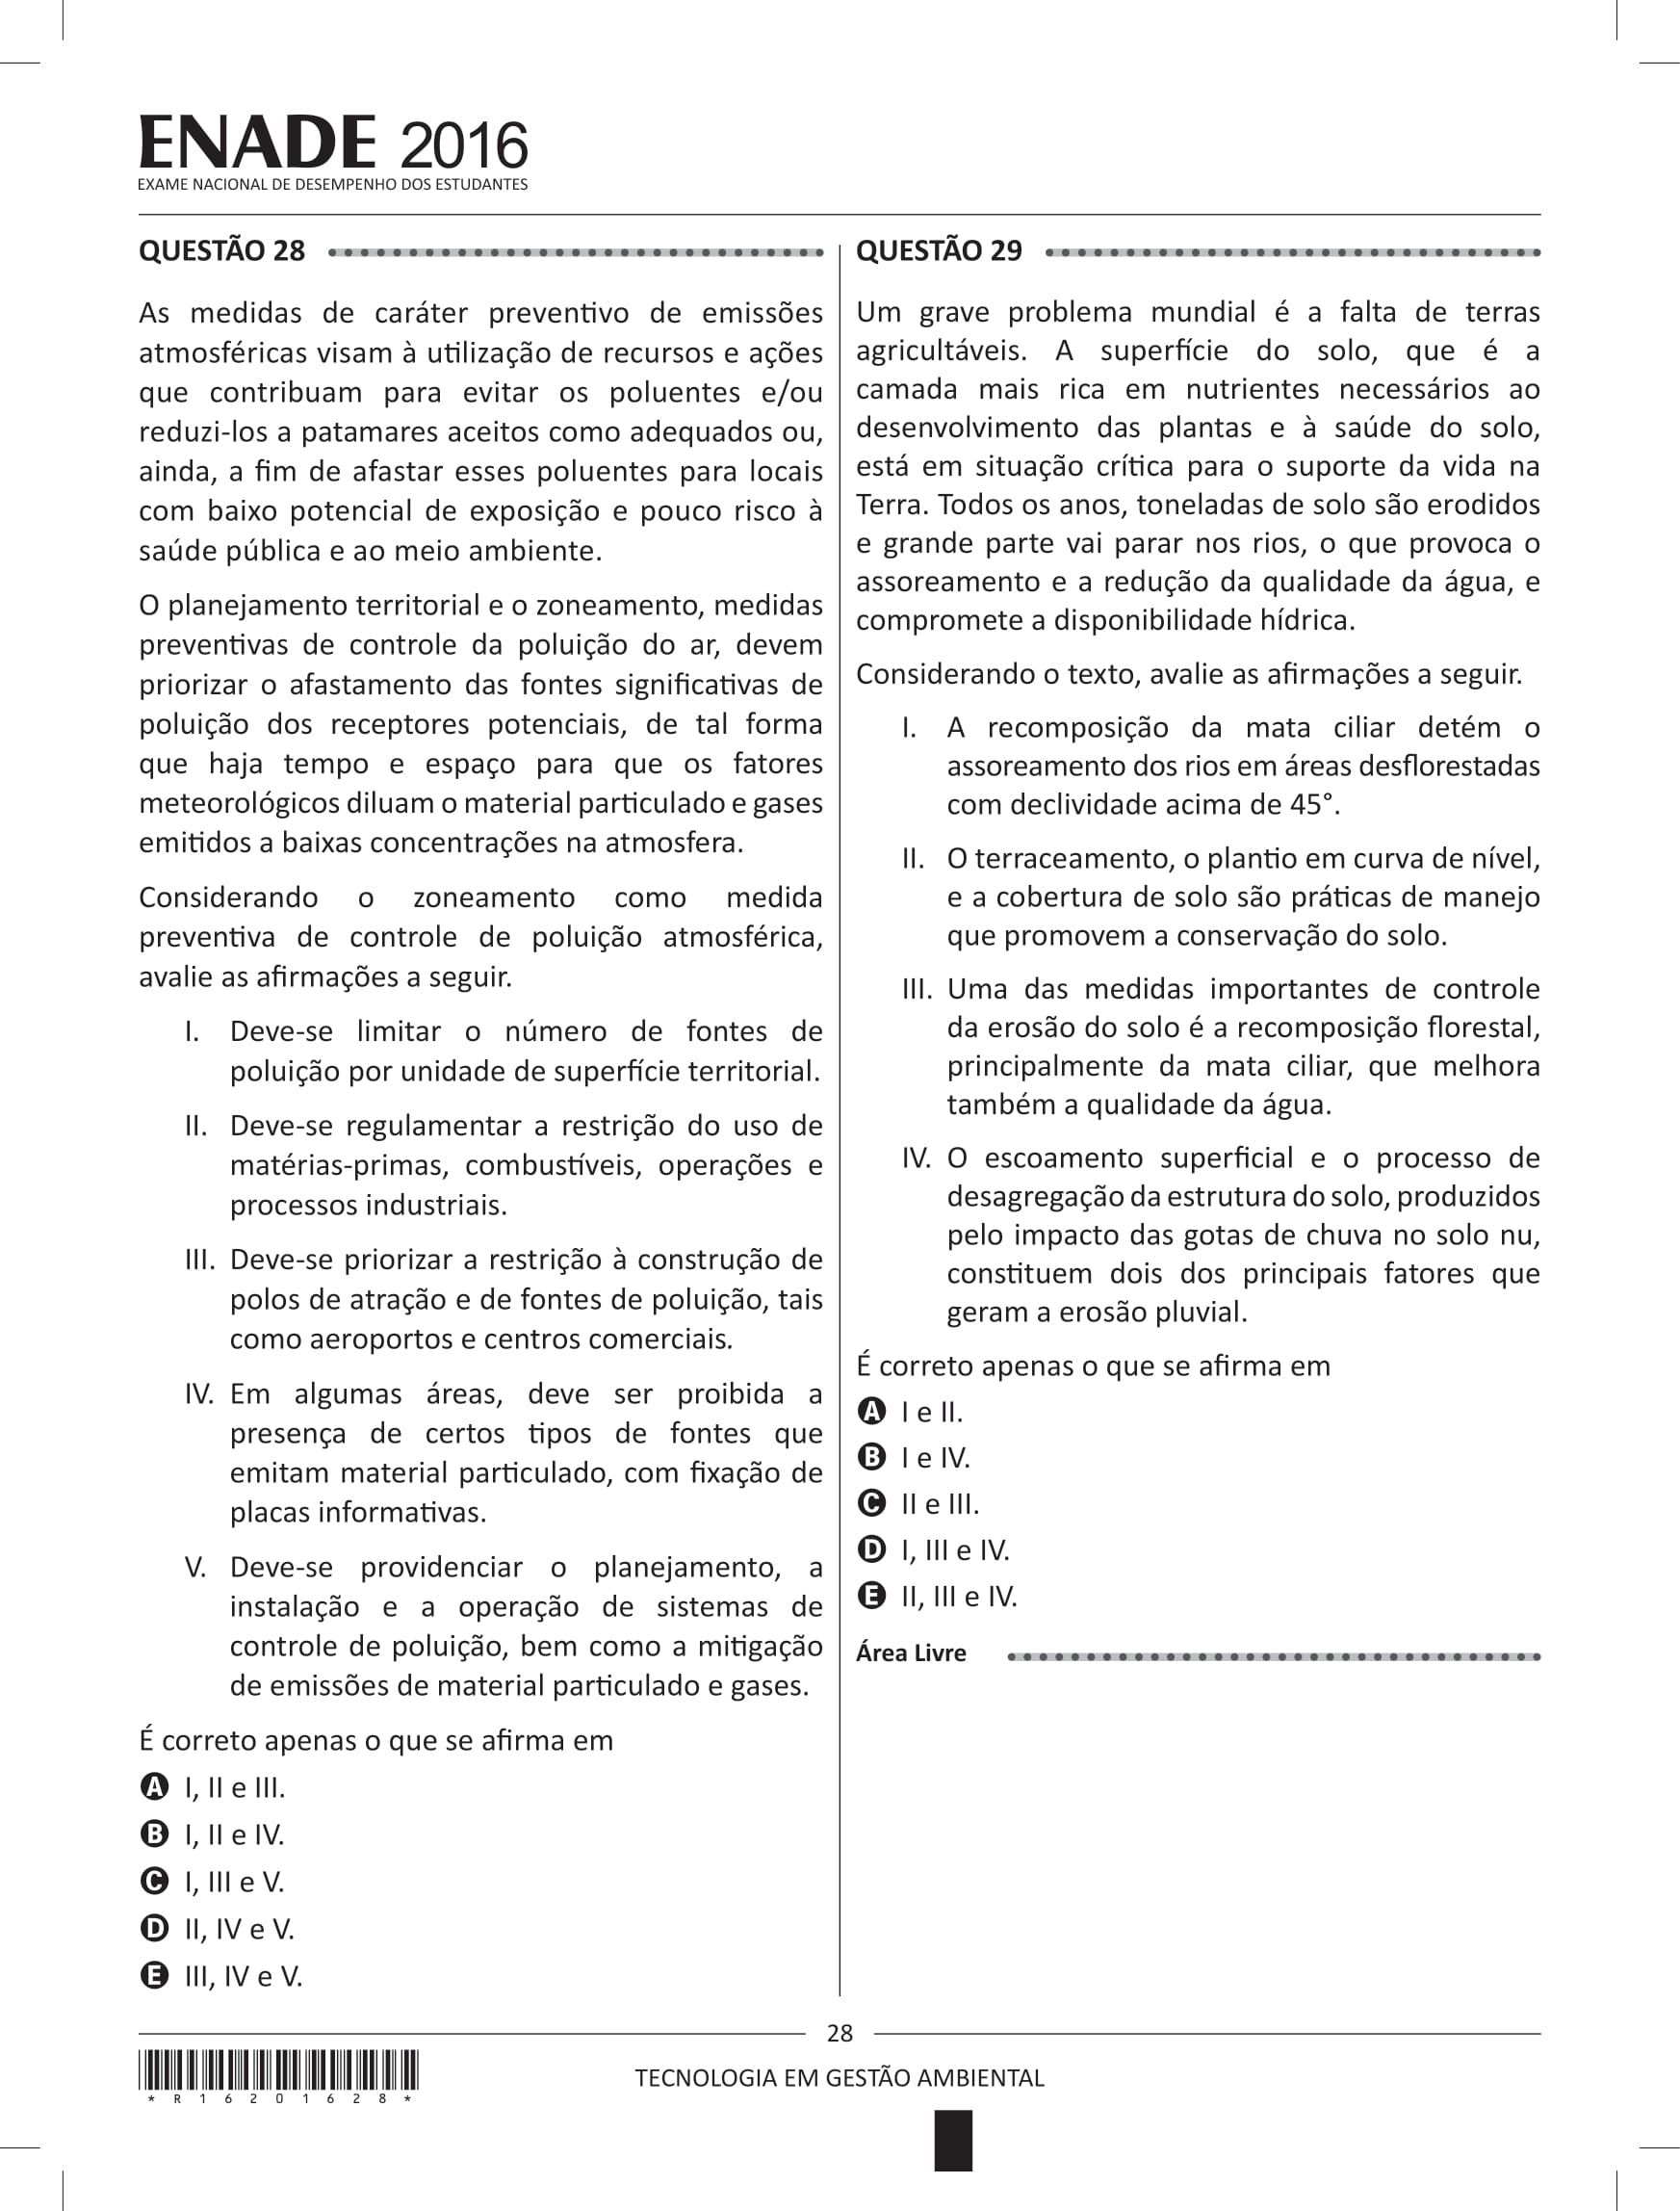 ENADE 2016
EXAME NACIONAL DE DESEMPENHO DOS ESTUDANTES
QUESTÃO 28
As medidas de caráter preventivo de emissões
atmosféricas visam à utilização de recursos e ações
que contribuam para evitar os poluentes e/ou
reduzi-los a patamares aceitos como adequados ou,
ainda, a fim de afastar esses poluentes para locais
com baixo potencial de exposição e pouco risco à
saúde pública e ao meio ambiente.
O planejamento territorial e o zoneamento, medidas
preventivas de controle da poluição do ar, devem
priorizar o afastamento das fontes significativas de
poluição dos receptores potenciais, de tal forma
que haja tempo e espaço para que os fatores
meteorológicos diluam o material particulado e gases
emitidos a baixas concentrações na atmosfera.
Considerando o zoneamento como medida
preventiva de controle de poluição atmosférica,
avalie as afirmações a seguir.
I. Deve-se limitar o número de fontes de
poluição por unidade de superfície territorial.
II. Deve-se regulamentar a restrição do uso de
matérias-primas, combustíveis, operações e
processos industriais.
III. Deve-se priorizar a restrição à construção de
polos de atração e de fontes de poluição, tais
como aeroportos e centros comerciais.
IV. Em algumas áreas, deve ser proibida a
presença de certos tipos de fontes que
emitam material particulado, com fixação de
placas informativas.
V. Deve-se providenciar o planejamento, a
instalação e a operação de sistemas de
controle de poluição, bem como a mitigação
de emissões de material particulado e gases.
É correto apenas o que se afirma em
A I, II e III.
B I, II e IV.
C I, III e V.
D II, IV e V.
E III, IV e V.
QUESTÃO 29
Um grave problema mundial é a falta de terras
agricultáveis. A superfície do solo, que é a
camada mais rica em nutrientes necessários ao
desenvolvimento das plantas e à saúde do solo,
está em situação crítica para o suporte da vida na
Terra. Todos os anos, toneladas de solo são erodidos
e grande parte vai parar nos rios, o que provoca o
assoreamento e a redução da qualidade da água, e
compromete a disponibilidade hídrica.
Considerando o texto, avalie as afirmações a seguir.
I. A recomposição da mata ciliar detém o
assoreamento dos rios em áreas desflorestadas
com declividade acima de 45°.
II. O terraceamento, o plantio em curva de nível,
e a cobertura de solo são práticas de manejo
que promovem a conservação do solo.
III. Uma das medidas importantes de controle
da erosão do solo é a recomposição florestal,
principalmente da mata ciliar, que melhora
também a qualidade da água.
IV. O escoamento superficial e o processo de
desagregação da estrutura do solo, produzidos
pelo impacto das gotas de chuva no solo nu,
constituem dois dos principais fatores que
geram a erosão pluvial.
É correto apenas o que se afirma em
A I e II.
B I e IV.
C II e III.
D I, III e IV.
E II, III e IV.
Área Livre
28
*R16201628*
TECNOLOGIA EM GESTÃO AMBIENTAL